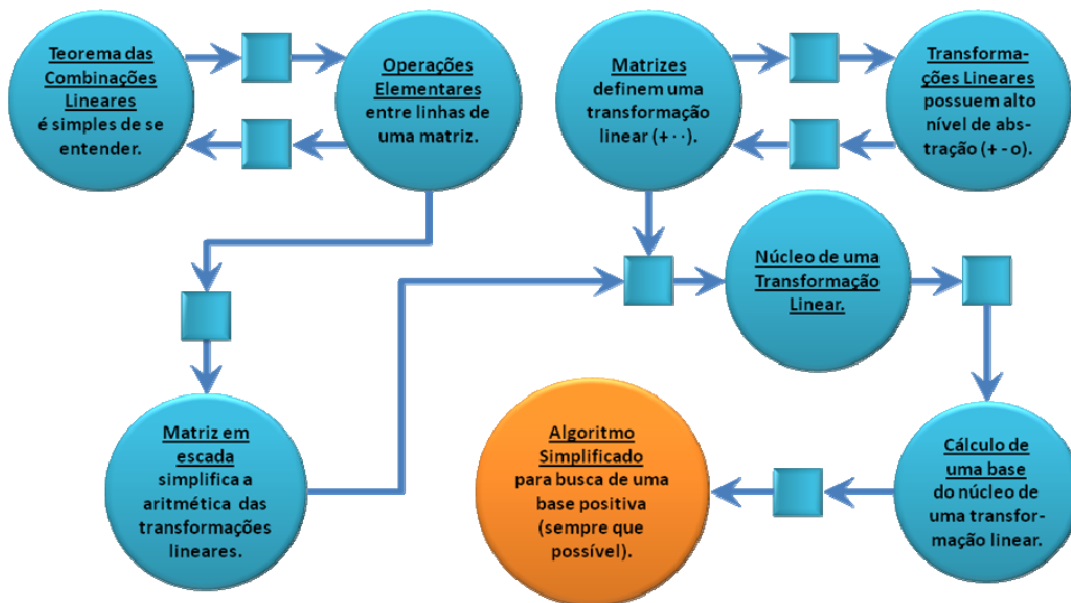 Teorema das
Combinações
Lineares
é simples de se
entender.
Operações
Elementares
entre linhas de
uma matriz.
Matrizes
definem uma
transformação
linear (+ - ·).
Transforma-
ções Lineares
possuem alto
nível de abs-
tração (+ - o).
Núcleo de uma
Transformação
Linear.
Matriz em
escada
simplifica a
aritmética das
transformações
lineares.
Algoritmo
Simplificado
para busca de uma
base positiva
(sempre que
possível).
Cálculo de
uma base
do núcleo de
uma transfor-
mação linear.